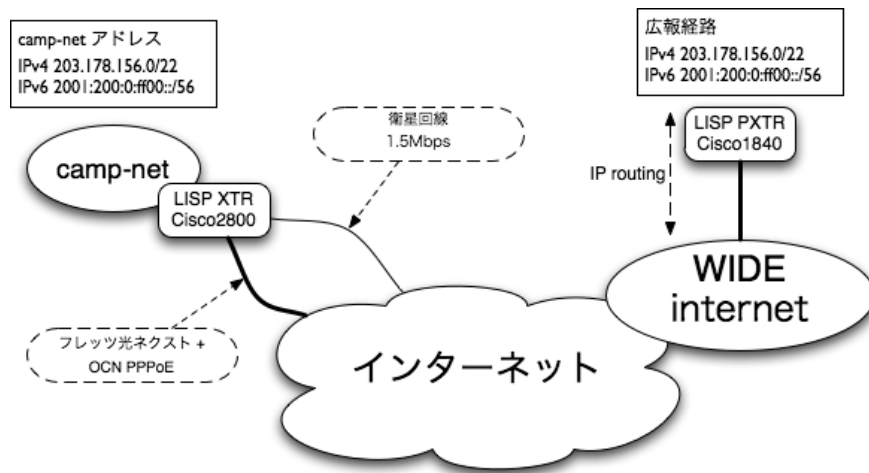 camp-net アドレス
IPv4 203.178.156.0/22
IPv6 2001:200:0:ff00::/56
広報経路
IPv4 203.178.156.0/22
IPv6 2001:200:0:ff00::/56
衛星回線
1.5Mbps
LISP PXTR
Cisco1840
camp-net
IP routing
LISP XTR
Cisco2800
WIDE
internet
フレッツ光ネクスト +
OCN PPPoE
インターネット